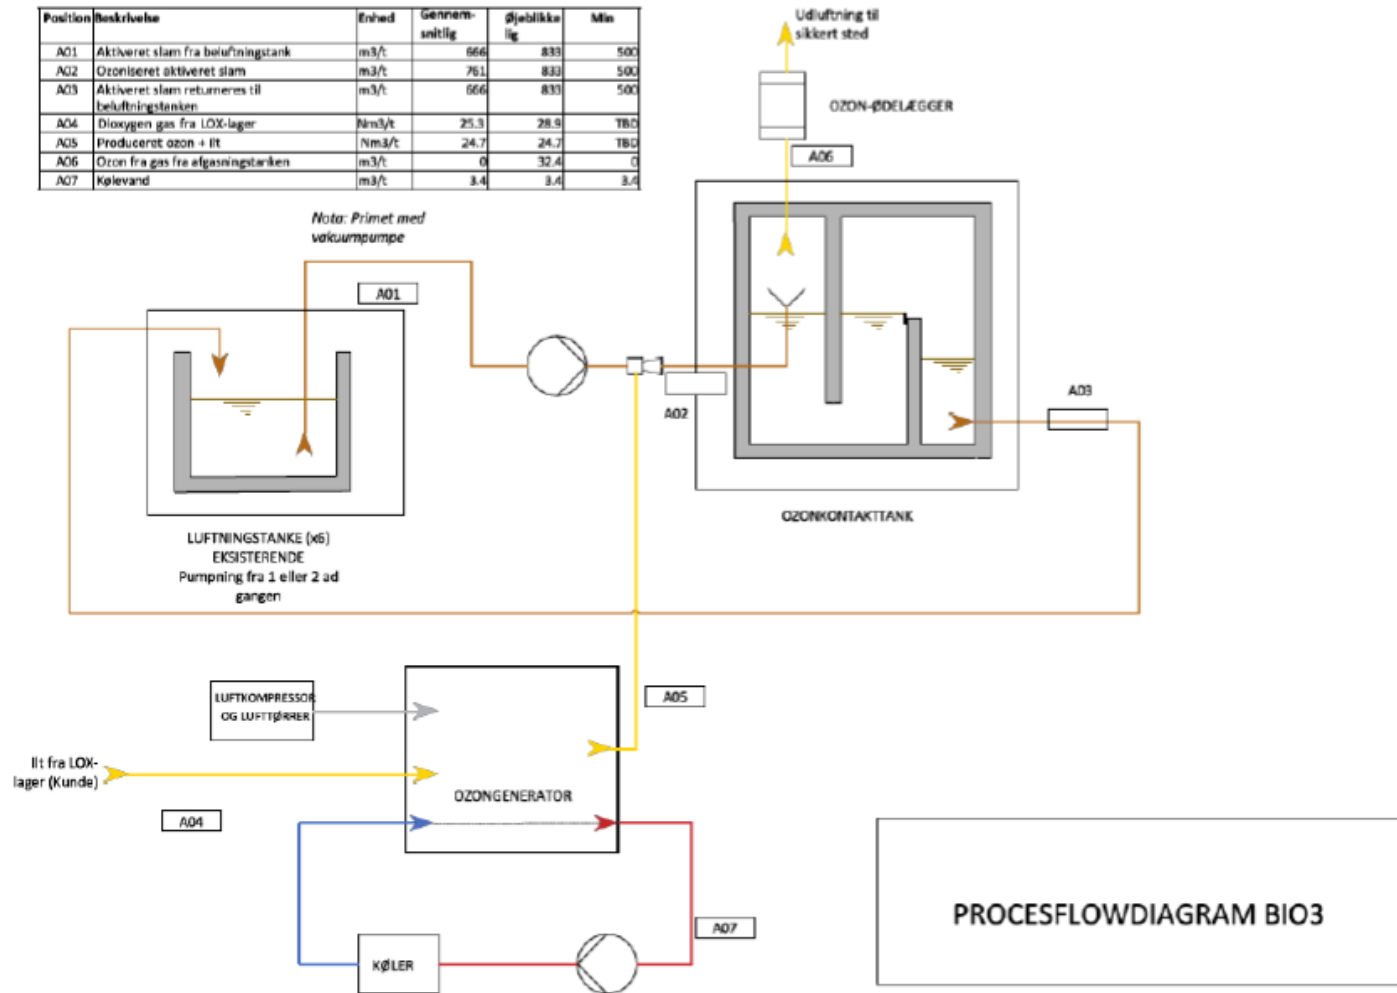 Position Beskrivelse Enhed Gennem-snitlig Øjeblikke lig Min
A01 Aktiveret slam fra beluftningstank m3/t 666 833 500
A02 Ozoniseret aktiveret slam m3/t 761 833 500
A03 Aktiveret slam returneres til m3/t 666 833 500
beluftningstanken
A04 Dioxygen gas fra LOX-lager Nm3/t 25.3 28.9 TBD
A05 Produceret ozon + ilt Nm3/t 24.7 24.7 TBD
A06 Ozon fra gas fra afgasningstanken m3/t 0 32.4 0
A07 Kølevand m3/t 3.4 3.4 3.4
Udluftning til
sikkert sted
OZON-ØDELÆGGER
A06
Nota: Primet med
vakuumpumpe
A01
A02
A03
OZONKONTAKTTANK
LUFTNINGSTANKE (x6)
EKSISTERENDE
Pumpning fra 1 eller 2 ad
gangen
LUFTKOMPRESSOR
OG LUFTTØRRER
A05
Ilt fra LOX-
lager (Kunde)
A04
OZONGENERATOR
A07
KØLER
PROCESFLOWDIAGRAM BIO3